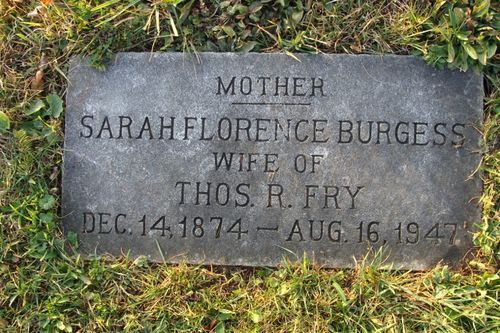 MOTHER
SARAH FLORENCE BURGESS
WIFE OF
THOS. R. FRY
DEC. 14, 1874 — AUG. 16, 1947